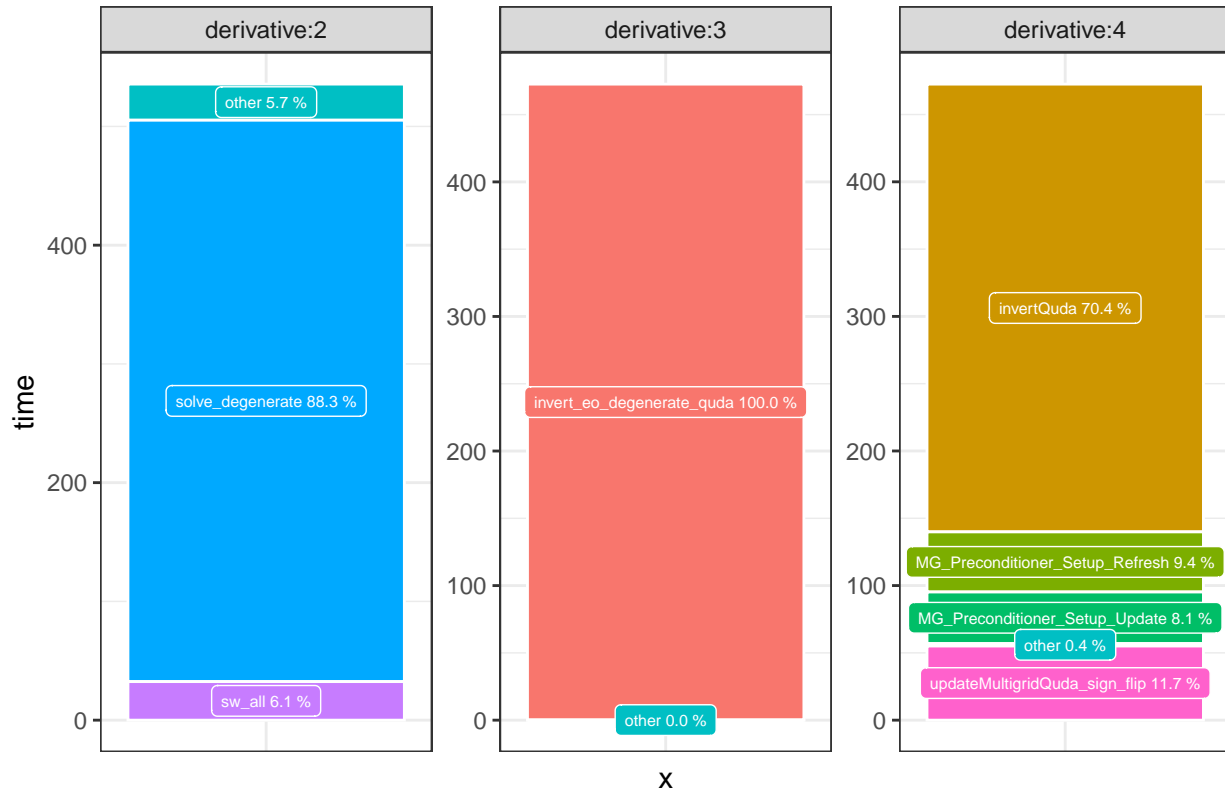 derivative:2
derivative:3
derivative:4
time
400
200
0
other 5.7 %
solve_degenerate 88.3 %
sw_all 6.1 %
400
300
200
100
0
invert_eo_degenerate_quda 100.0 %
other 0.0 %
400
300
200
100
0
invertQuda 70.4 %
MG_Preconditioner_Setup_Refresh 9.4 %
MG_Preconditioner_Setup_Update 8.1 %
other 0.4 %
updateMultigridQuda_sign_flip 11.7 %
x